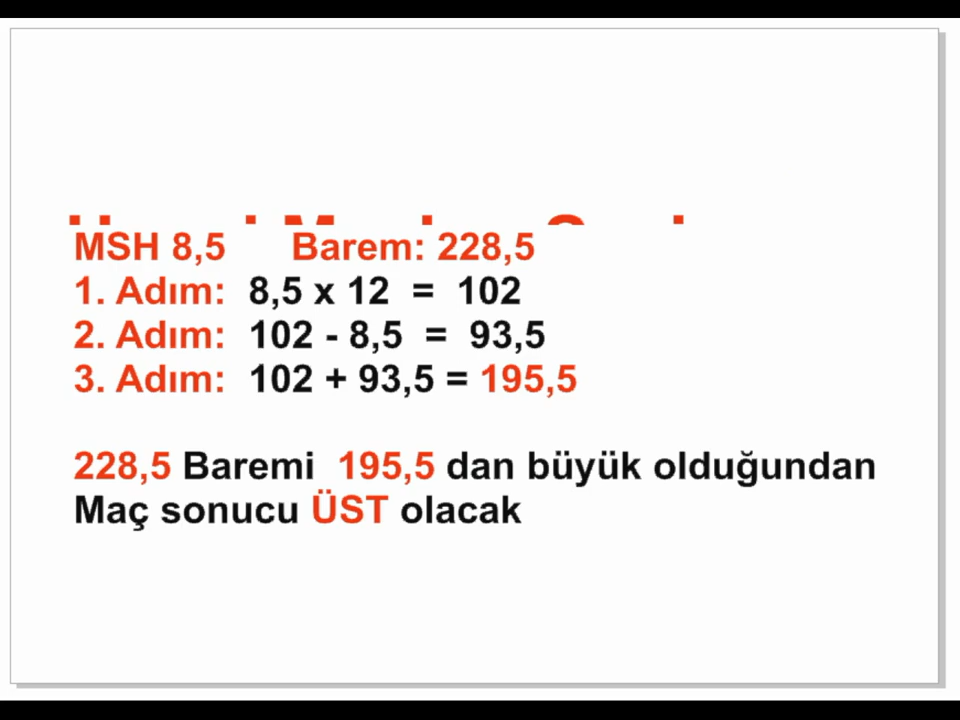 MSH 8,5 Barem: 228,5
1. Adım: 8,5 x 12 = 102
2. Adım: 102 - 8,5 = 93,5
3. Adım: 102 + 93,5 = 195,5
228,5 Baremi 195,5 dan büyük olduğundan
Maç sonucu ÜST olacak